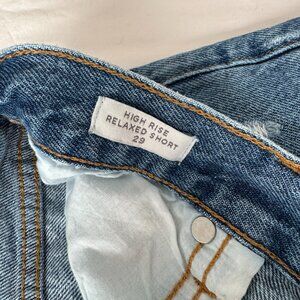 HIGH RISE
RELAXED SHORT
29